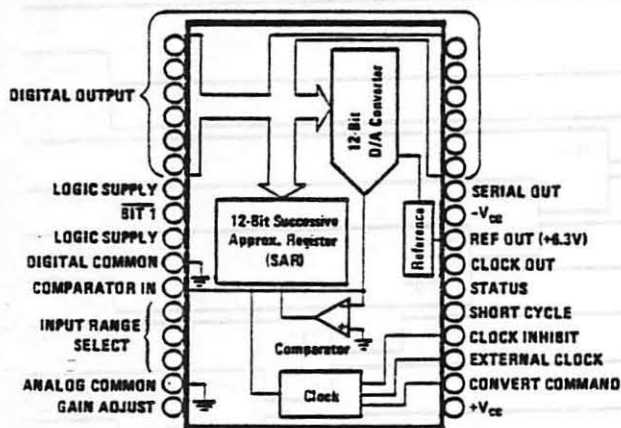 DIGITAL OUTPUT
LOGIC SUPPLY
BIT 1
LOGIC SUPPLY
DIGITAL COMMON
COMPARATOR IN
INPUT RANGE
SELECT
ANALOG COMMON
GAIN ADJUST
12-Bit
D/A Converter
12-Bit Successive
Approx. Register
(SAR)
Reference
Comparator
Clock
SERIAL OUT
-Vcc
REF OUT (+6.3V)
CLOCK OUT
STATUS
SHORT CYCLE
CLOCK INHIBIT
EXTERNAL CLOCK
CONVERT COMMAND
+Vcc